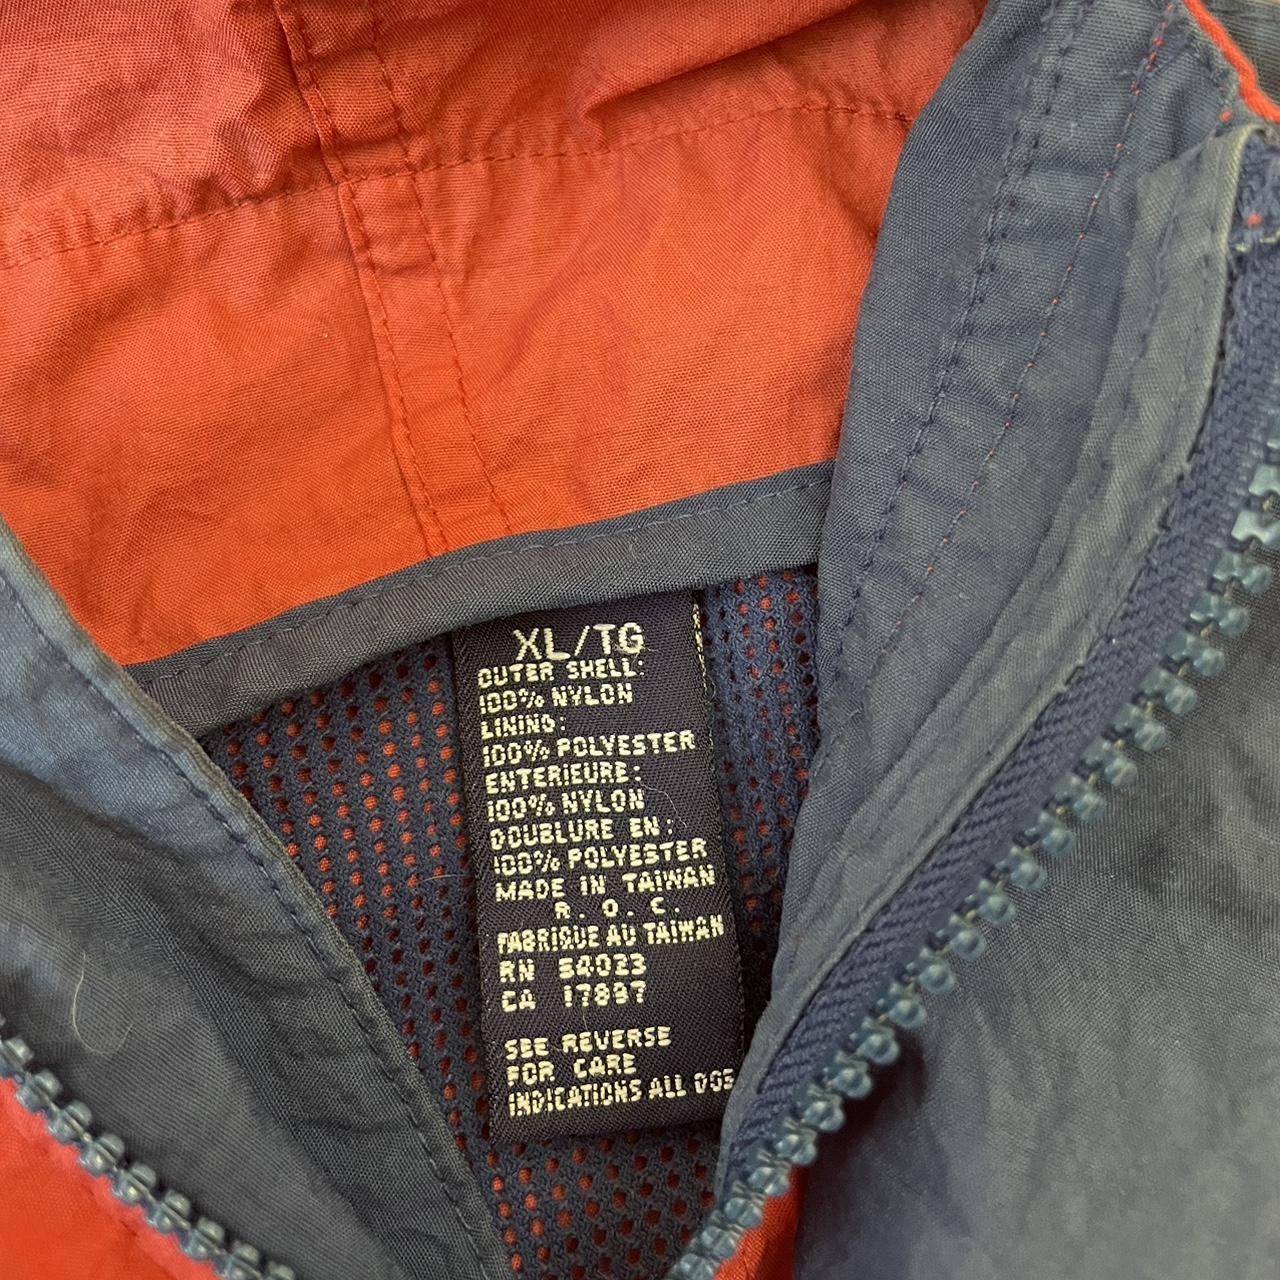 XL/TG
OUTER SHELL:
100% NYLON
LINING:
100% POLYESTER
ENTERIEURE:
100% NYLON
DOUBLURE EN:
100% POLYESTER
MADE IN TAIWAN
R. O. C.
FABRIQUE AU TAIWAN
RN 54023
CA 17897
SEE REVERSE
FOR CARE
INDICATIONS ALL DOS